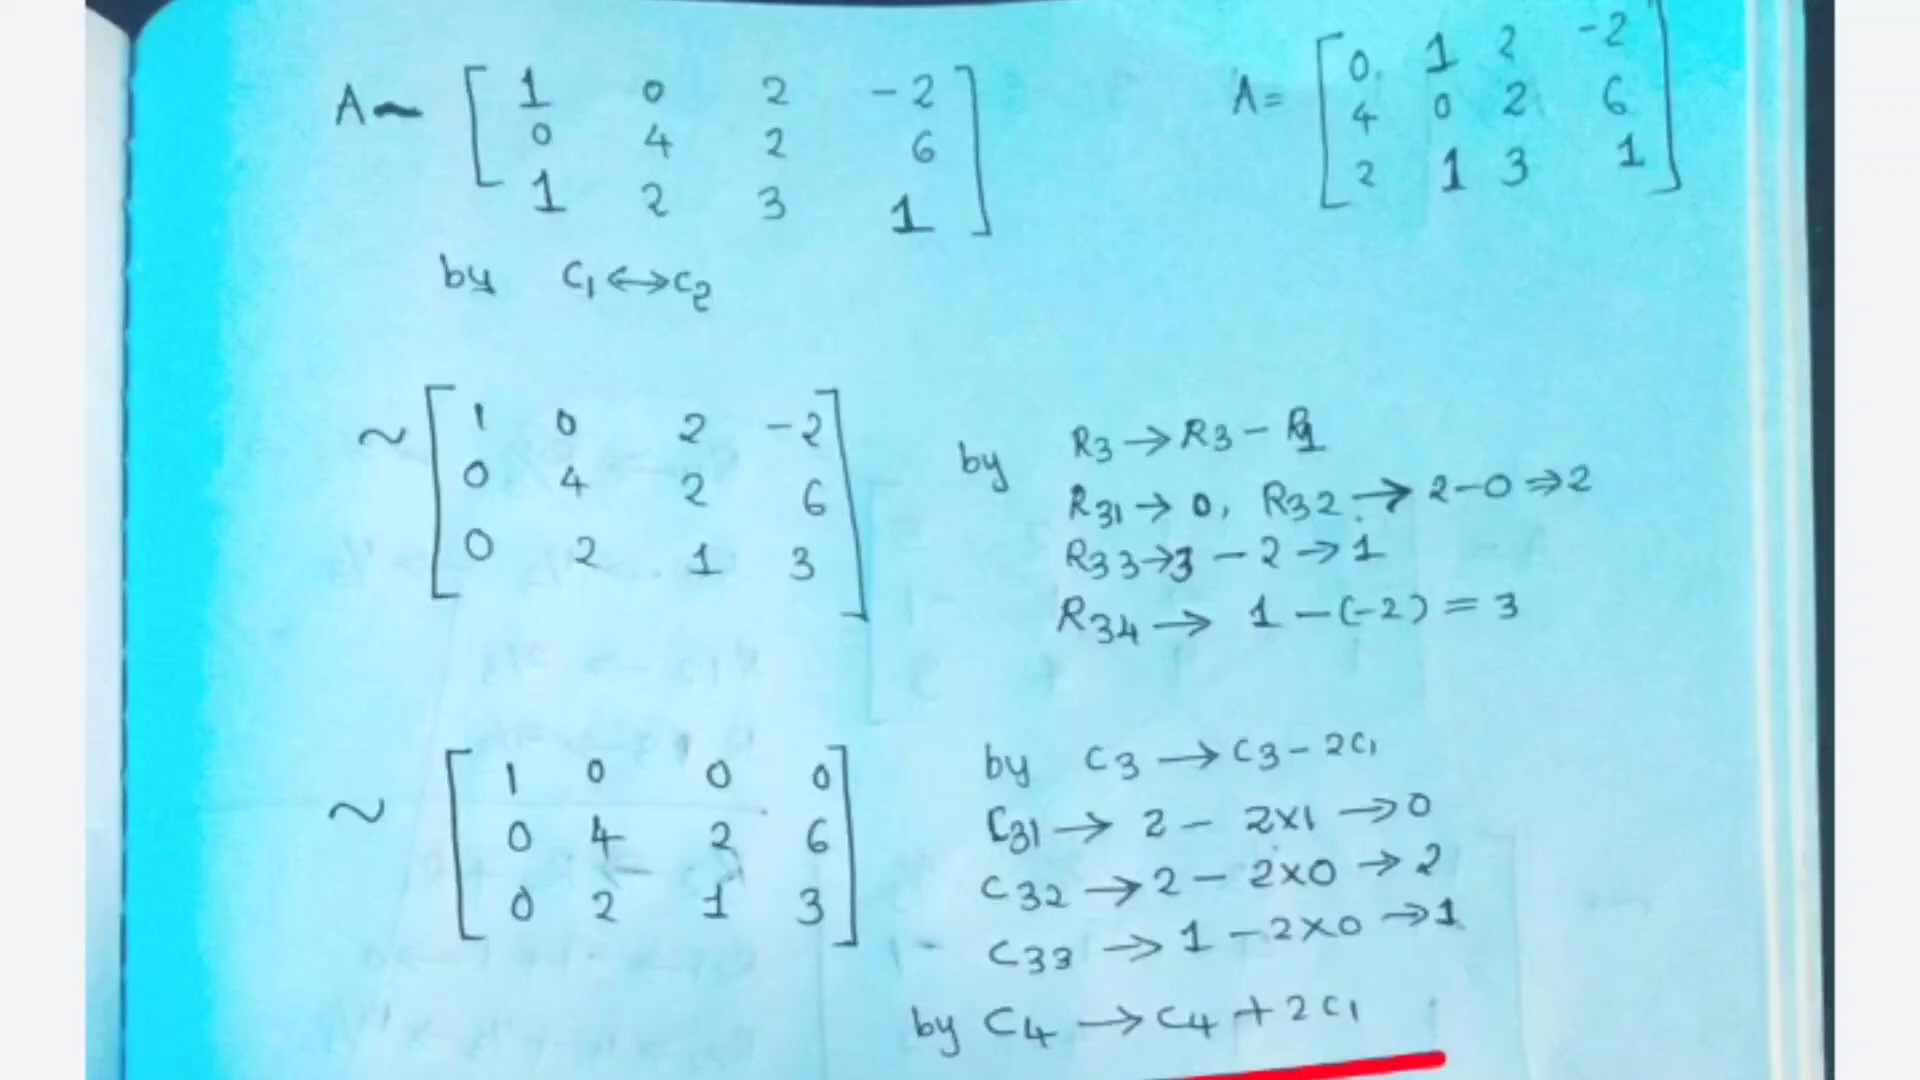 A ~ [ 1 0 2 -2 ]
0 4 2 6
1 2 3 1
by C1 ↔ C2
A = [ 0 1 2 -2 ]
4 0 2 6
2 1 3 1
~ [ 1 0 2 -2 ]
0 4 2 6
0 2 1 3
by R3 → R3 - R1
R31 → 0, R32 → 2-0 ⇒ 2
R33 → 3 - 2 → 1
R34 → 1 - (-2) = 3
~ [ 1 0 0 0 ]
0 4 2 6
0 2 1 3
by C3 → C3 - 2C1
C31 → 2 - 2×1 → 0
C32 → 2 - 2×0 → 2
C33 → 1 - 2×0 → 1
by C4 → C4 + 2C1